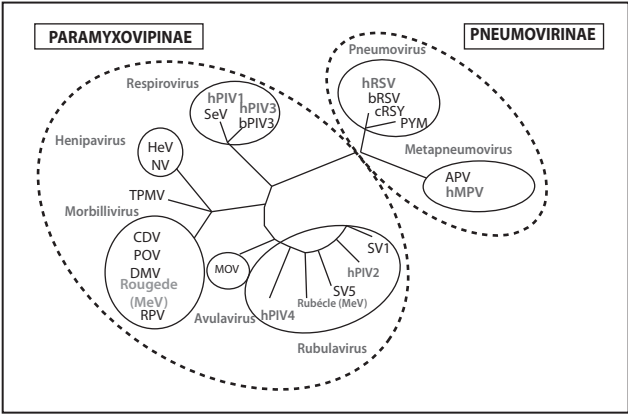 PARAMYXOVIPINAE
PNEUMOVIRINAE
Pneumovirus
hRSV
bRSV
cRSY
PYM
Metapneumovirus
APV
hMPV
Respirovirus
hPIV1
hPIV3
SeV
bPIV3
Henipavirus
HeV
NV
TPMV
Morbillivirus
CDV
POV
DMV
Rougede
(MeV)
RPV
MOV
Avulavirus
SV1
hPIV2
SV5
Rubécle (MeV)
hPIV4
Rubulavirus